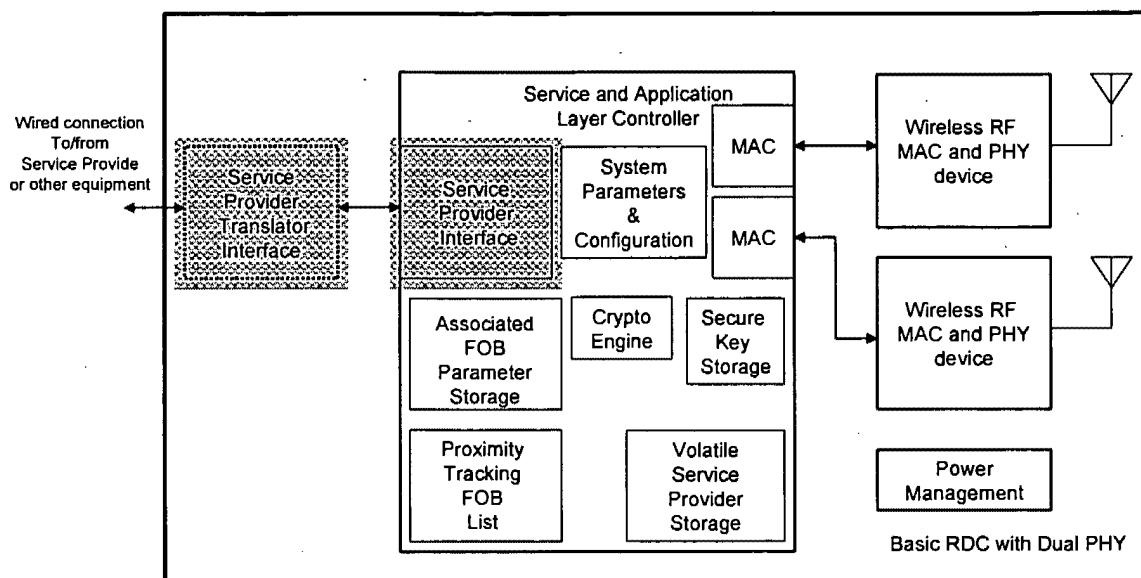 Wired connection
To/from
Service Provide
or other equipment
Service
Provider
Translator
Interface
Service and Application
Layer Controller
Service
Provider
Interface
System
Parameters
&
Configuration
MAC
MAC
Wireless RF
MAC and PHY
device
Wireless RF
MAC and PHY
device
Associated
FOB
Parameter
Storage
Crypto
Engine
Secure
Key
Storage
Proximity
Tracking
FOB
List
Volatile
Service
Provider
Storage
Power
Management
Basic RDC with Dual PHY